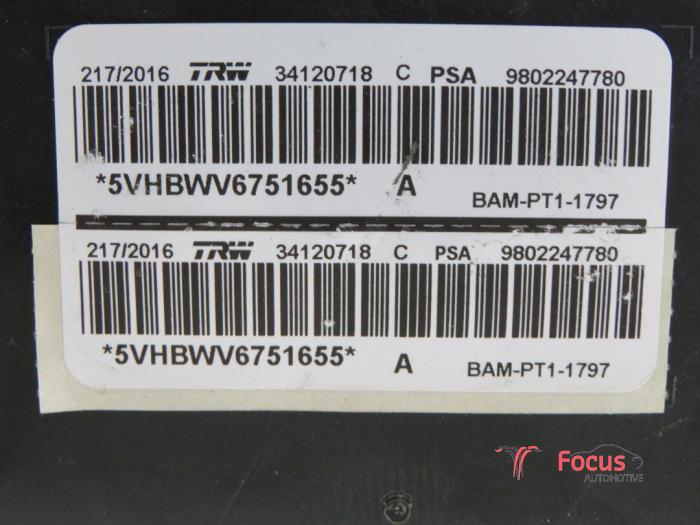 217/2016 TRW 34120718 C PSA 9802247780
*5VHBWV6751655* A BAM-PT1-1797
217/2016 TRW 34120718 C PSA 9802247780
*5VHBWV6751655* A BAM-PT1-1797
Focus
AUTOMOTIVE